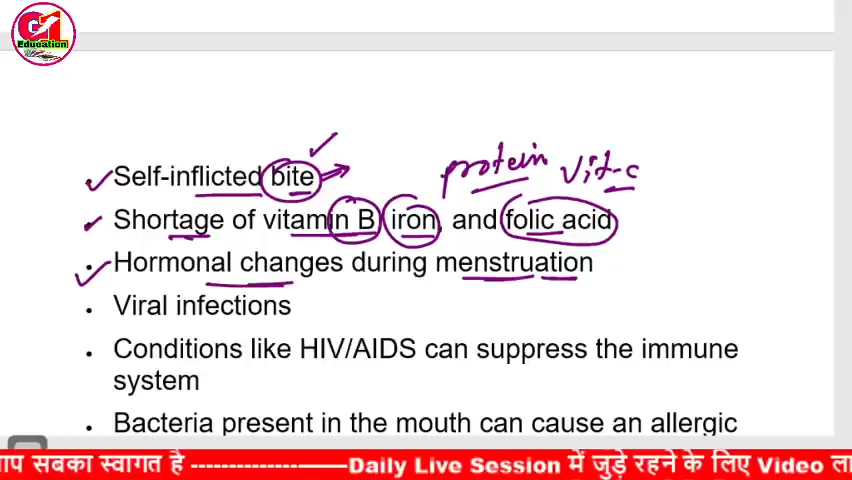 Education
protein vit-c
• Self-inflicted bite
• Shortage of vitamin B, iron, and folic acid
• Hormonal changes during menstruation
• Viral infections
• Conditions like HIV/AIDS can suppress the immune
system
• Bacteria present in the mouth can cause an allergic
सबका स्वागत है -----------------Daily Live Session में जुड़े रहने के लिए Video